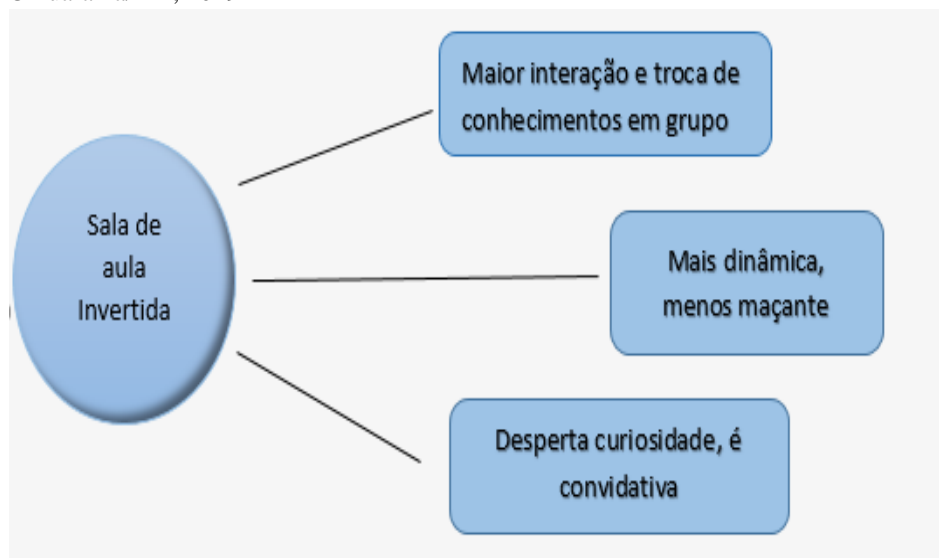 Sala de
aula
Invertida
Maior interação e troca de
conhecimentos em grupo
Mais dinâmica,
menos maçante
Desperta curiosidade, é
convidativa